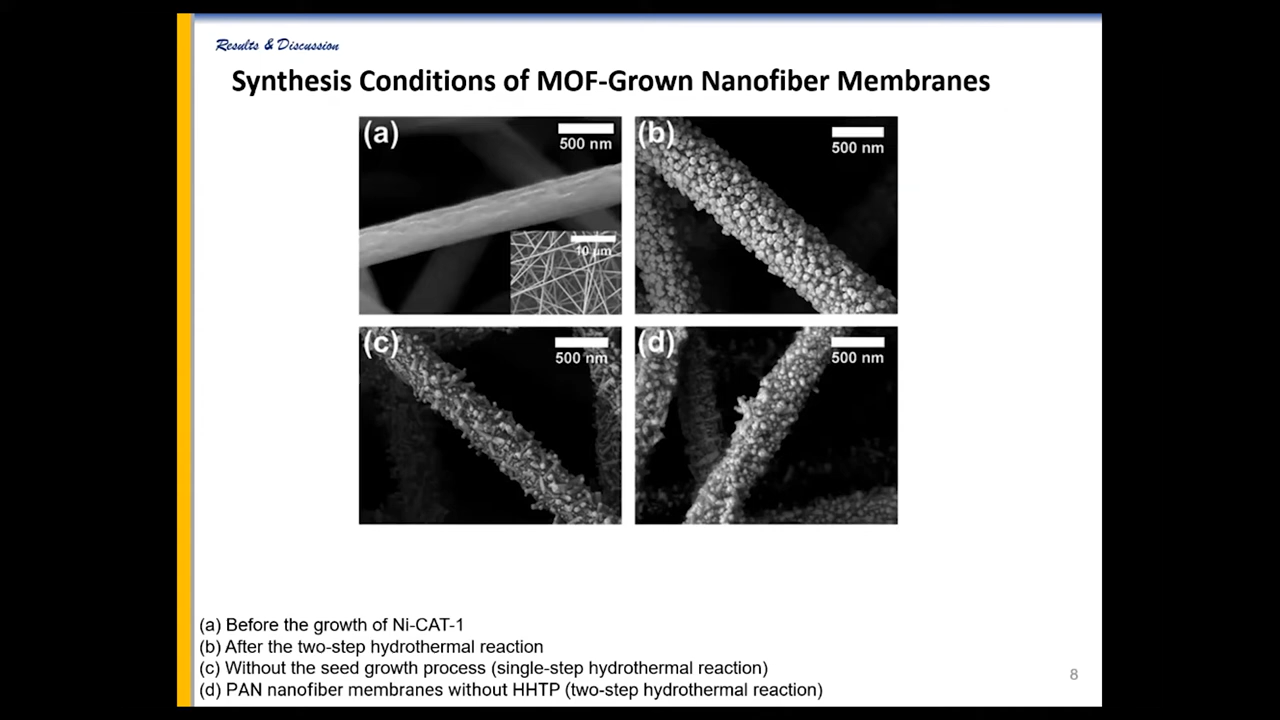 Results & Discussion
Synthesis Conditions of MOF-Grown Nanofiber Membranes
(a)
500 nm
10 µm
(b)
500 nm
(c)
500 nm
(d)
500 nm
(a) Before the growth of Ni-CAT-1
(b) After the two-step hydrothermal reaction
(c) Without the seed growth process (single-step hydrothermal reaction)
(d) PAN nanofiber membranes without HHTP (two-step hydrothermal reaction)
8